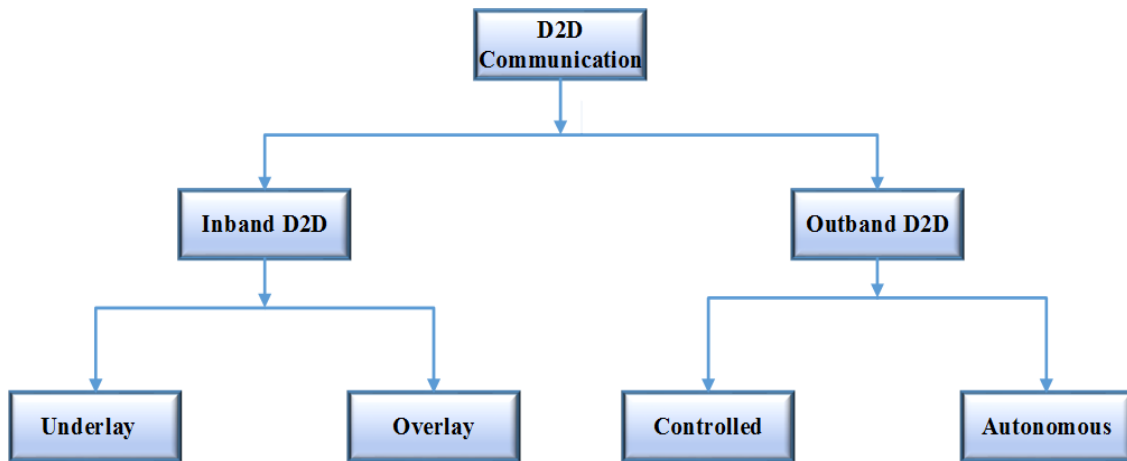 D2D
Communication
Inband D2D
Outband D2D
Underlay
Overlay
Controlled
Autonomous